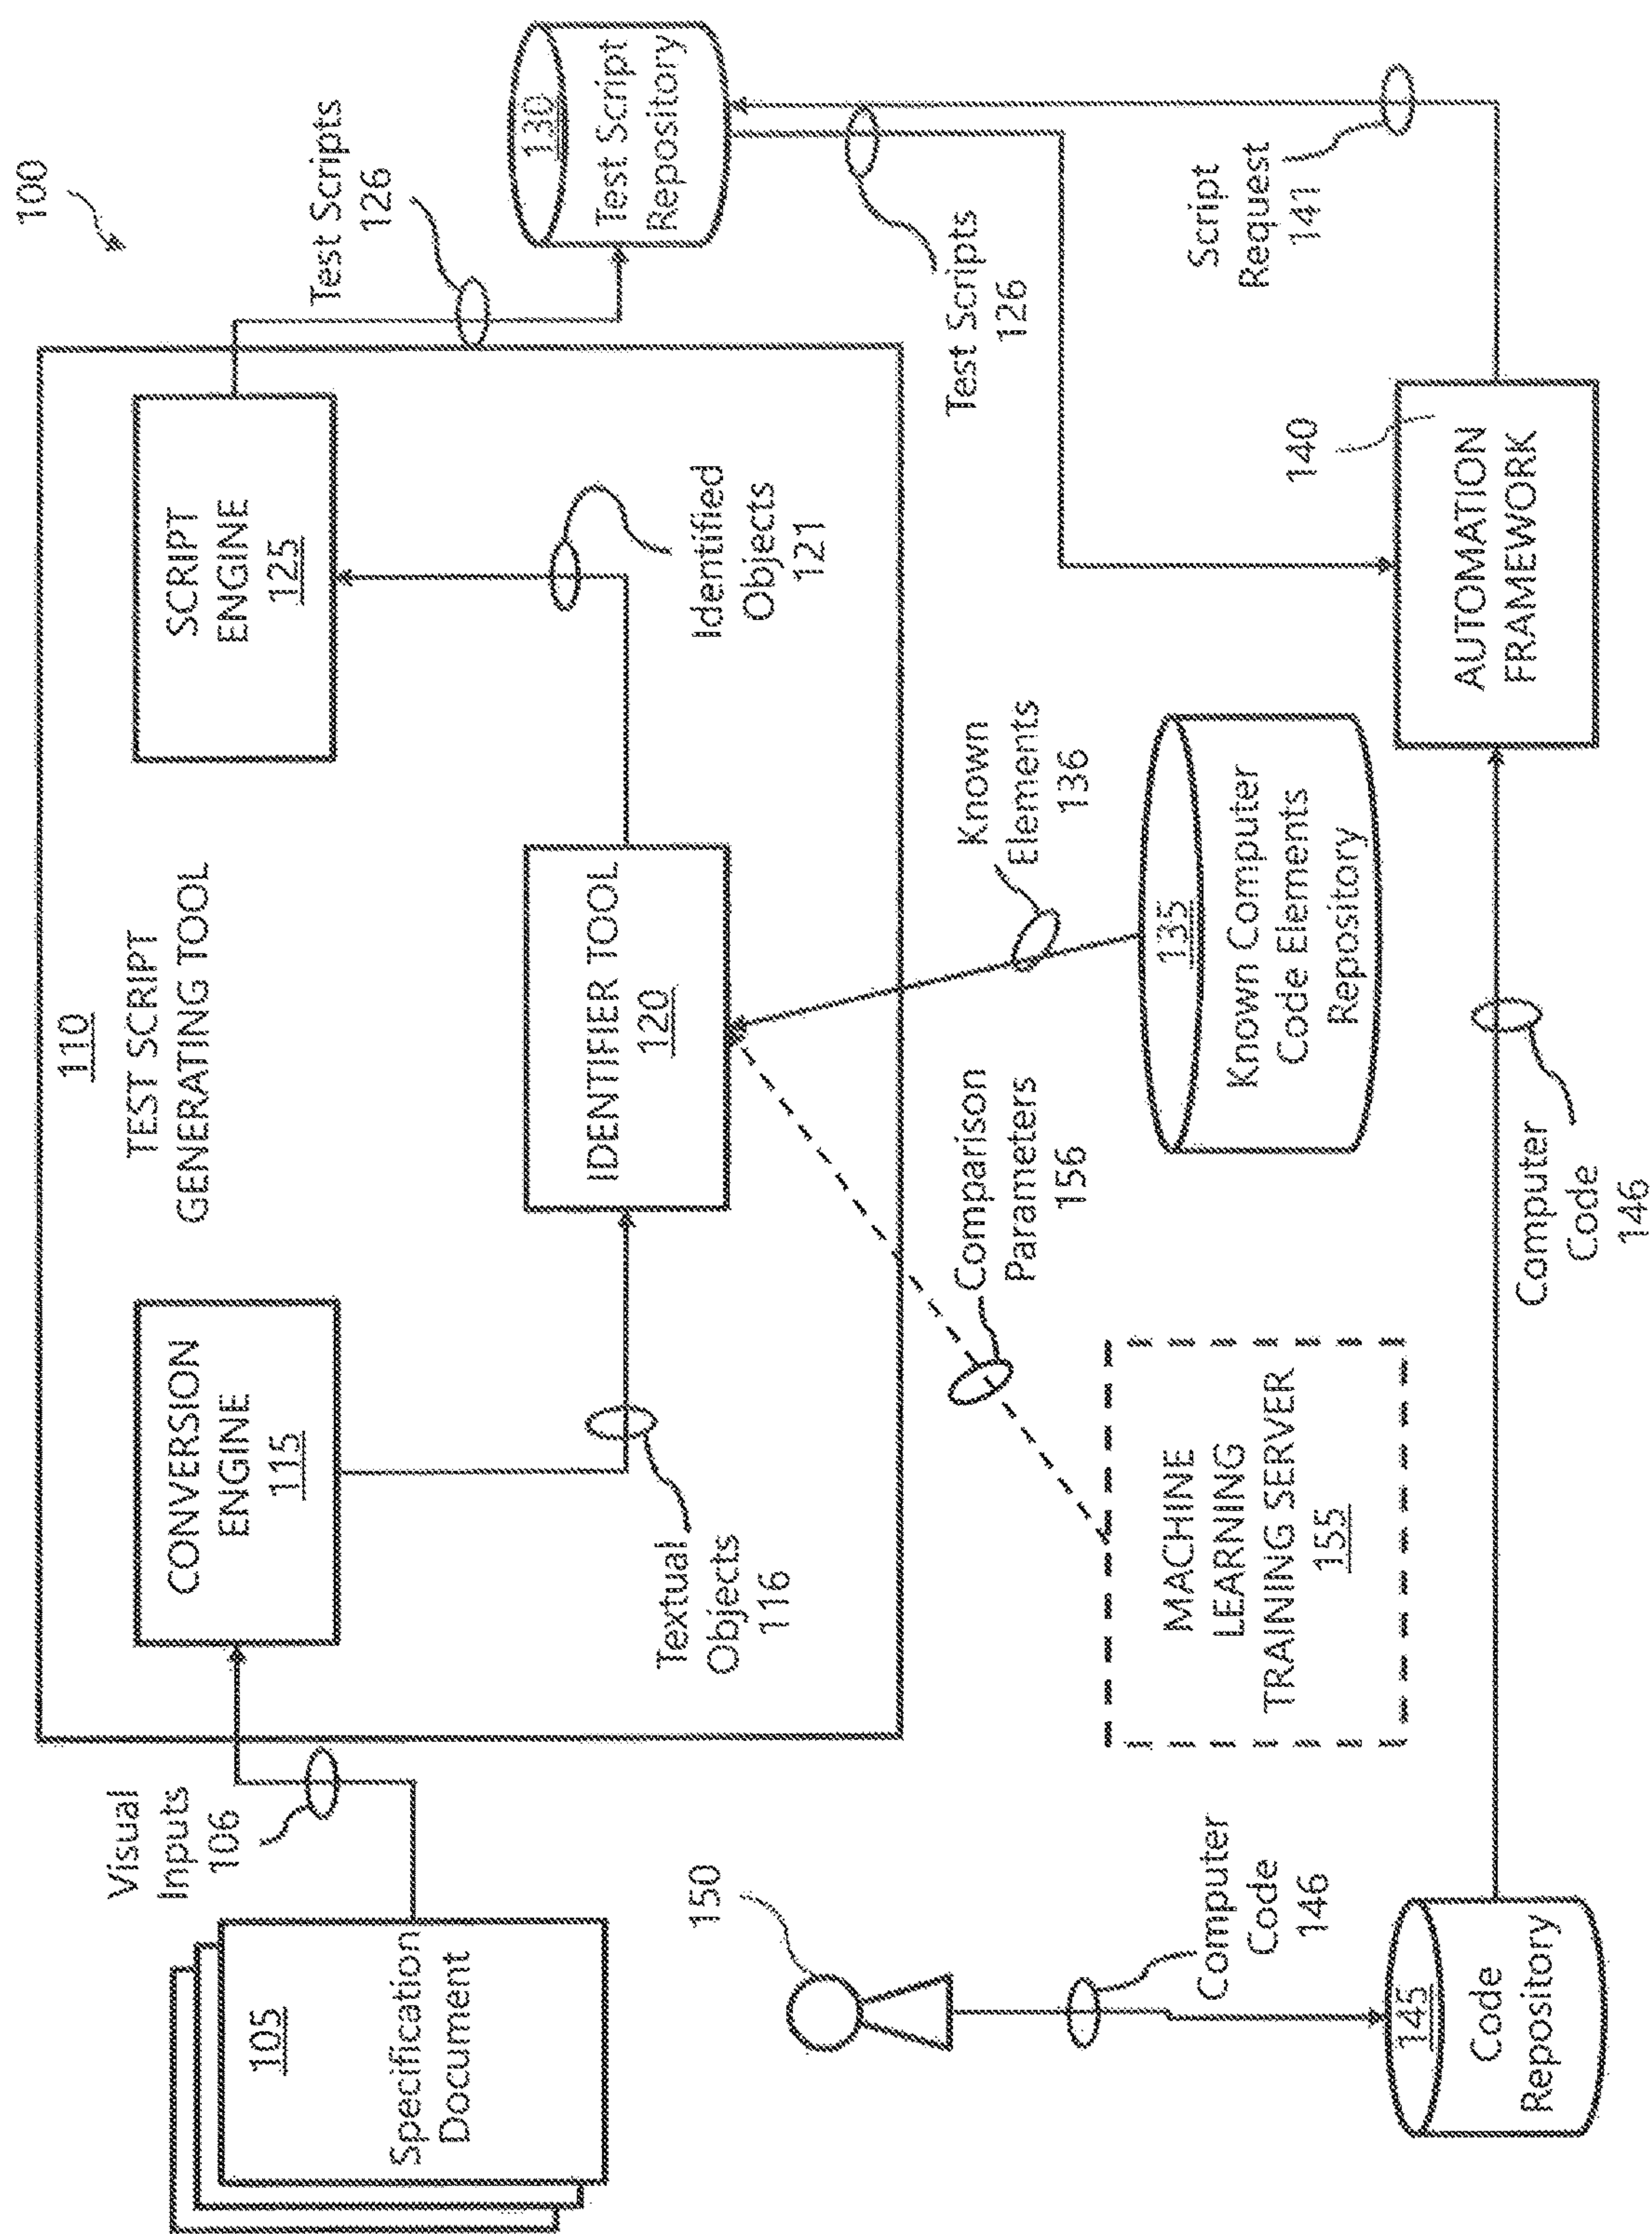 100
110
TEST SCRIPT
GENERATING TOOL
Visual
Inputs
106
105
Specification
Document
CONVERSION
ENGINE
115
Textual
Objects
116
IDENTIFIER TOOL
120
Identified
Objects
121
SCRIPT
ENGINE
125
Test Scripts
126
130
Test Script
Repository
Test Scripts
126
Script
Request
141
Known
Elements
136
135
Known Computer
Code Elements
Repository
Comparison
Parameters
156
MACHINE
LEARNING
TRAINING SERVER
155
150
Computer
Code
146
145
Code
Repository
Computer
Code
146
140
AUTOMATION
FRAMEWORK